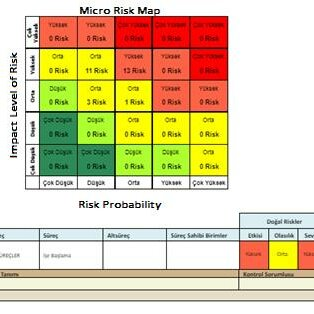 Micro Risk Map
Impact Level of Risk
Çok Yüksek Yüksek Yüksek Çok Yüksek Çok Yüksek Çok Yüksek
0 Risk 0 Risk 0 Risk 0 Risk 0 Risk
Yüksek Orta Orta Yüksek Yüksek Çok Yüksek
0 Risk 11 Risk 13 Risk 0 Risk 0 Risk
Orta Düşük Orta Orta Yüksek Yüksek
0 Risk 3 Risk 1 Risk 0 Risk 0 Risk
Düşük Çok Düşük Düşük Düşük Orta Orta
0 Risk 0 Risk 0 Risk 0 Risk 0 Risk
Çok Düşük Çok Düşük Çok Düşük Düşük Düşük Orta
0 Risk 0 Risk 0 Risk 0 Risk 0 Risk
Çok Düşük Düşük Orta Yüksek Çok Yüksek
Risk Probability
Doğal Riskler
Süreç Altsüreç Süreç Sahibi Birimler Etkisi Olasılık
İşe Başlama Yüksek Orta
Tanımı Kontrol Sorumlusu